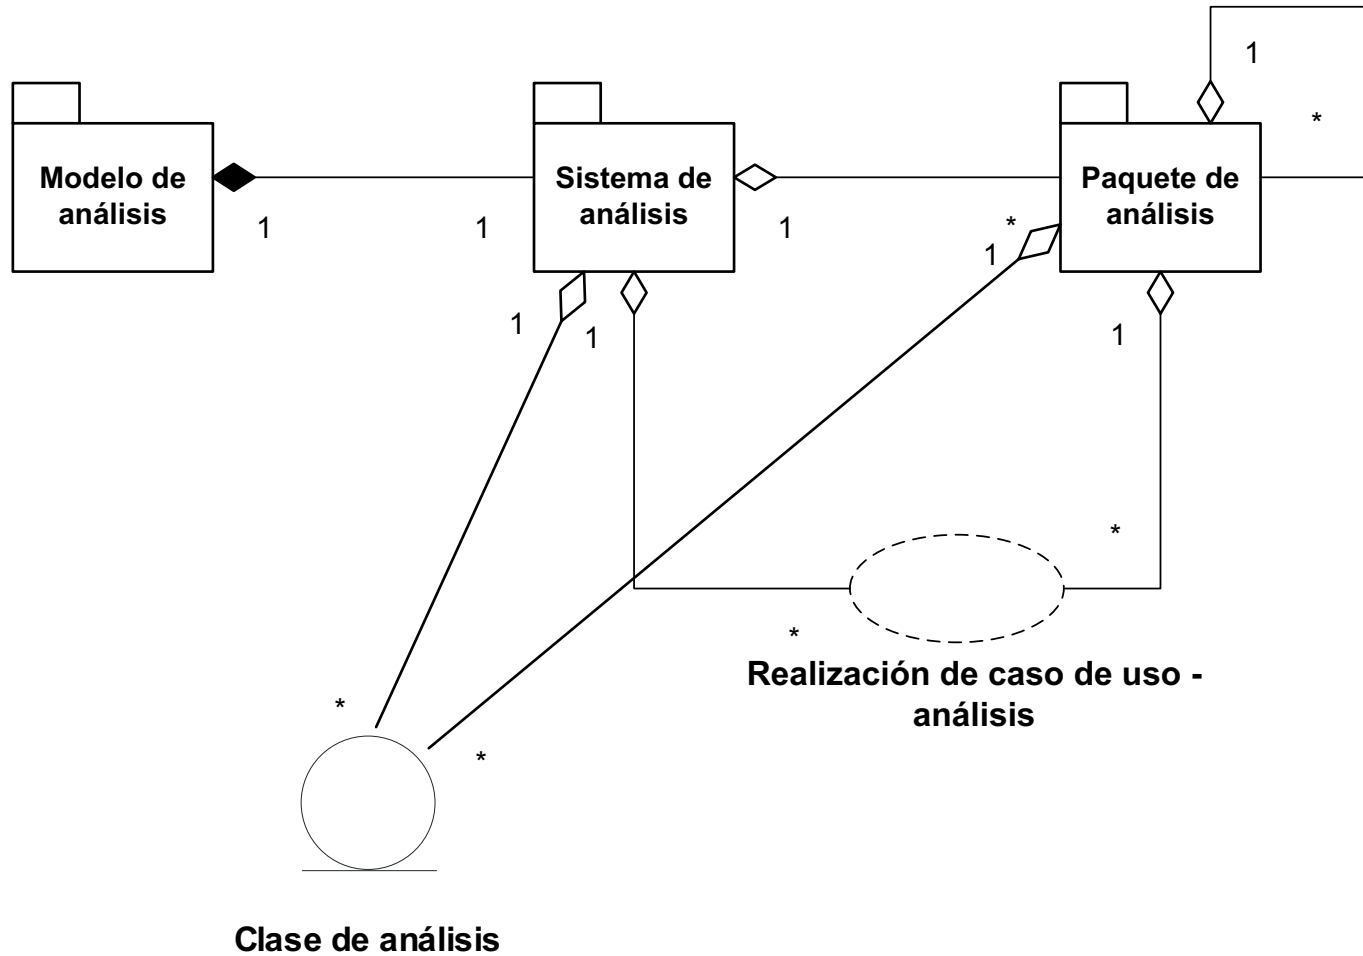 1
*
Modelo de
análisis
Sistema de
análisis
Paquete de
análisis
1
1
1
*
1
1
1
1
*
*
Realización de caso de uso -
análisis
*
*
Clase de análisis